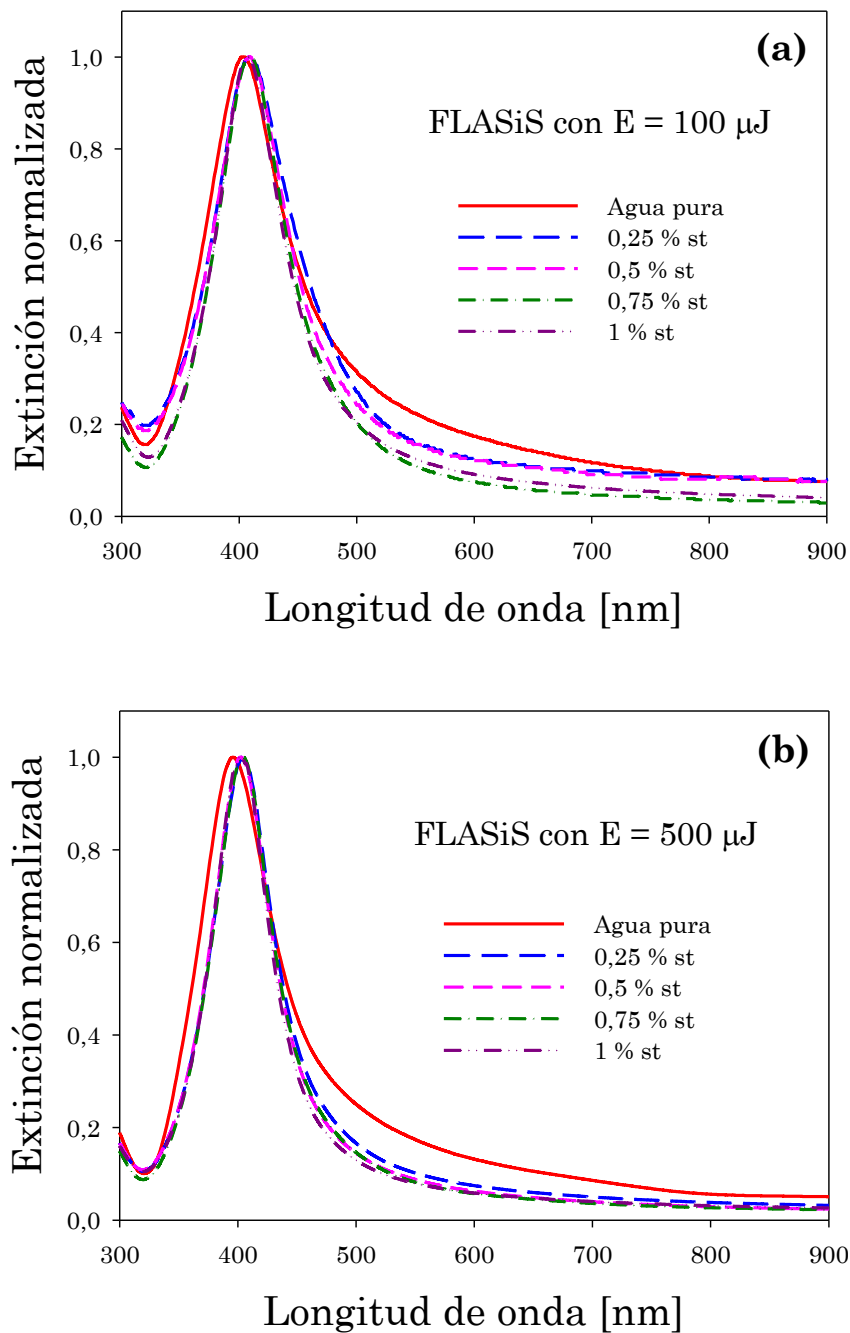 (a)
FLASiS con E = 100 μJ
Extinción normalizada
1,0
0,8
0,6
0,4
0,2
0,0
Agua pura
0,25 % st
0,5 % st
0,75 % st
1 % st
300 400 500 600 700 800 900
Longitud de onda [nm]
(b)
FLASiS con E = 500 μJ
Extinción normalizada
1,0
0,8
0,6
0,4
0,2
0,0
Agua pura
0,25 % st
0,5 % st
0,75 % st
1 % st
300 400 500 600 700 800 900
Longitud de onda [nm]